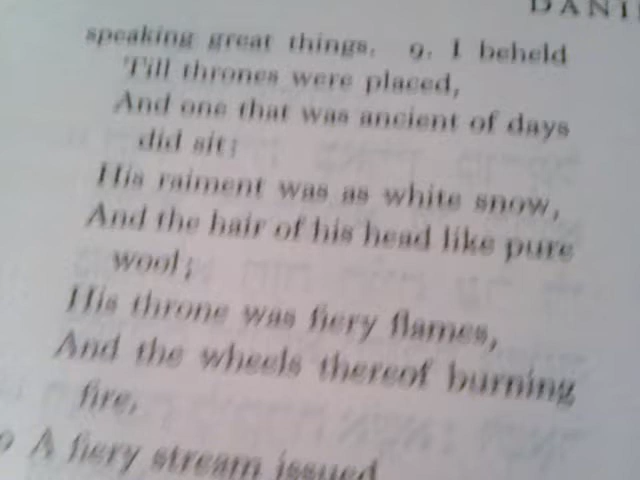 DANI
speaking great things. 9. I beheld
Till thrones were placed,
And one that was ancient of days
did sit:
His raiment was as white snow,
And the hair of his head like pure
wool;
His throne was fiery flames,
And the wheels thereof burning
fire.
A fiery stream issued